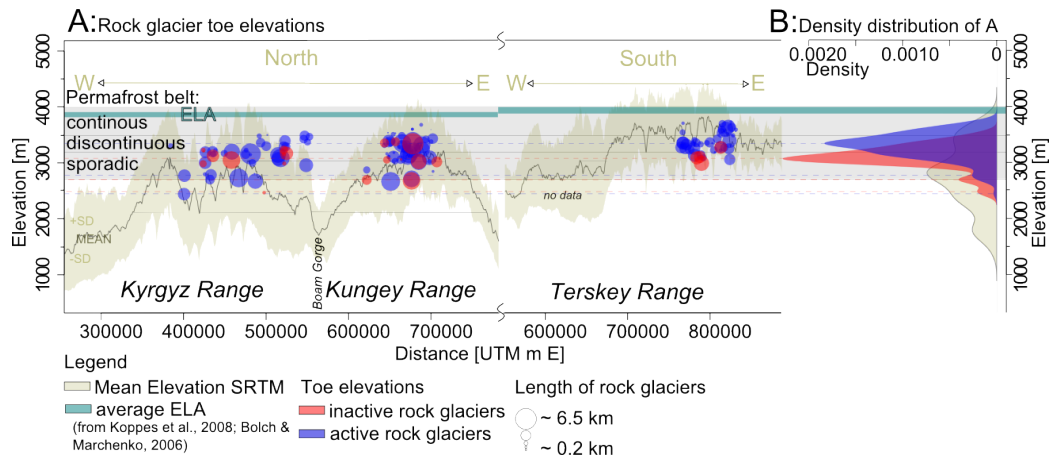 A: Rock glacier toe elevations
B: Density distribution of A
0.0020 0.0010 0
Density
North
South
W E
W E
Permafrost belt:
ELA
continous
discontinuous
sporadic
5000
4000
3000
2000
1000
Elevation [m]
+SD
MEAN
-SD
no data
Boam Gorge
Kyrgyz Range
Kungey Range
Terskey Range
5000
4000
3000
2000
1000
Elevation [m]
300000 400000 500000 600000 700000 600000 700000 800000
Distance [UTM m E]
Legend
Mean Elevation SRTM
average ELA
(from Koppes et al., 2008; Bolch &
Marchenko, 2006)
Toe elevations
inactive rock glaciers
active rock glaciers
Length of rock glaciers
~ 6.5 km
~ 0.2 km